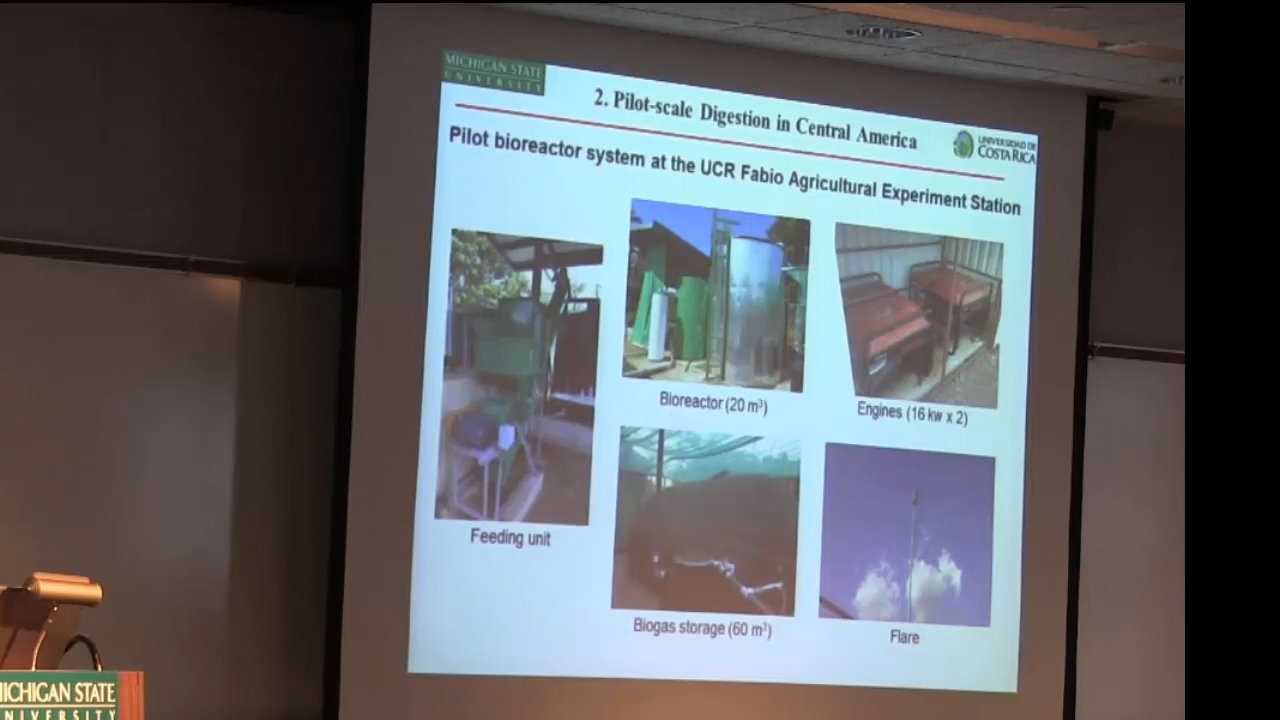 MICHIGAN STATE
UNIVERSITY
2. Pilot-scale Digestion in Central America
UNIVERSIDAD DE
COSTA RICA
Pilot bioreactor system at the UCR Fabio Agricultural Experiment Station
Bioreactor (20 m³)
Engines (16 kw x 2)
Feeding unit
Biogas storage (60 m³)
Flare
MICHIGAN STATE
UNIVERSITY